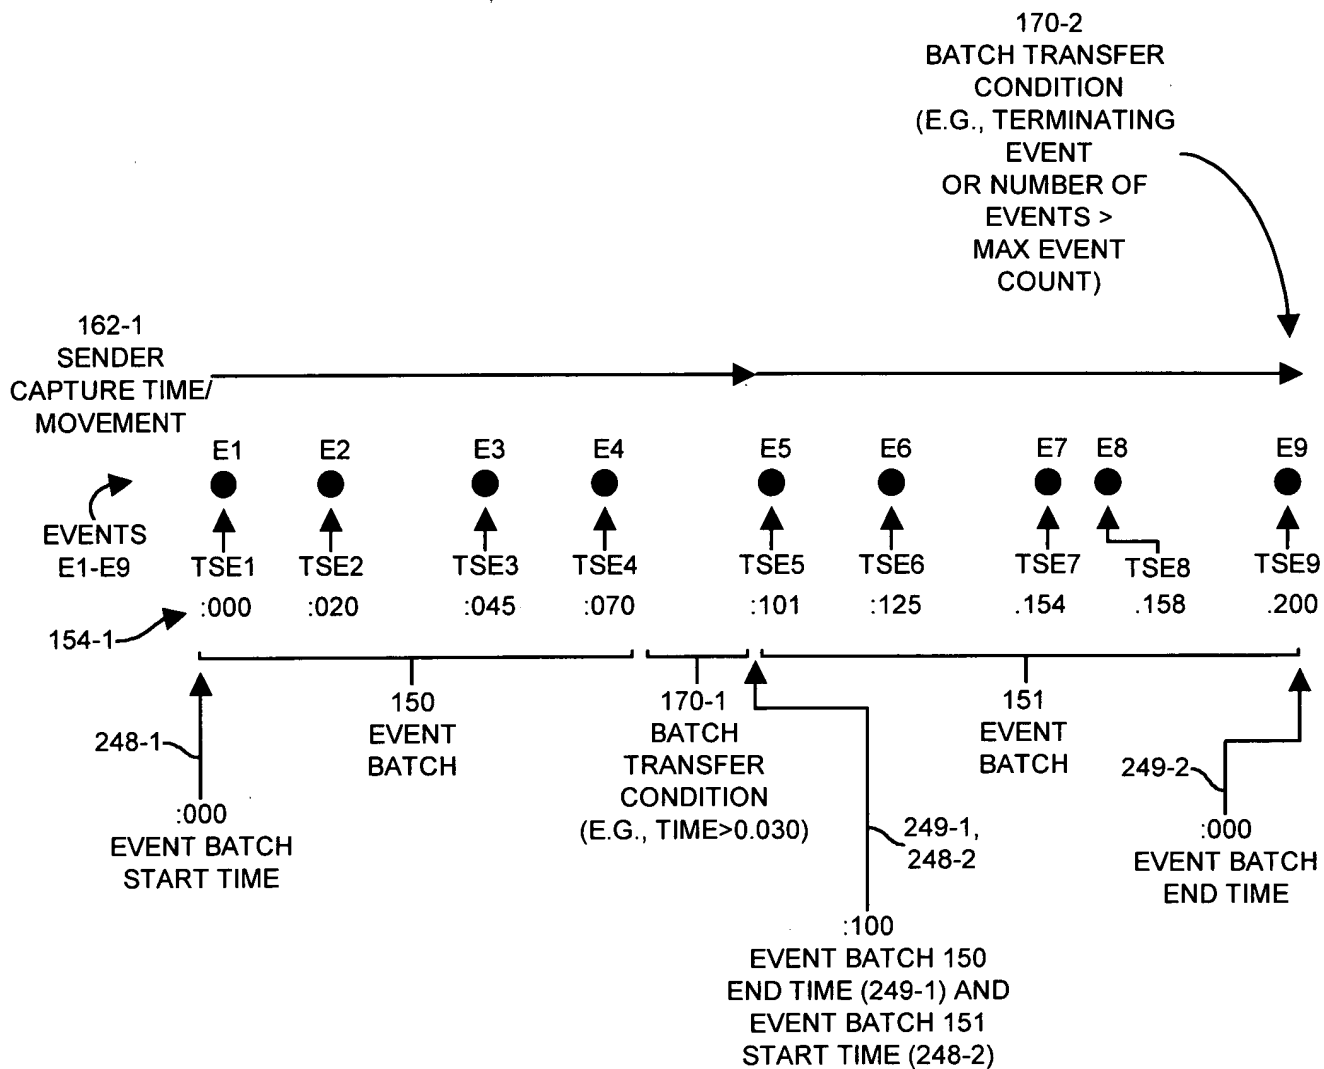 170-2
BATCH TRANSFER
CONDITION
(E.G., TERMINATING
EVENT
OR NUMBER OF
EVENTS >
MAX EVENT
COUNT)
162-1
SENDER
CAPTURE TIME/
MOVEMENT
E1 E2 E3 E4 E5 E6 E7 E8 E9
EVENTS
E1-E9
TSE1 TSE2 TSE3 TSE4 TSE5 TSE6 TSE7 TSE8 TSE9
:000 :020 :045 :070 :101 :125 .154 .158 .200
154-1
150
EVENT
BATCH
170-1
BATCH
TRANSFER
CONDITION
(E.G., TIME>0.030)
151
EVENT
BATCH
248-1
:000
EVENT BATCH
START TIME
249-1,
248-2
249-2
:000
EVENT BATCH
END TIME
:100
EVENT BATCH 150
END TIME (249-1) AND
EVENT BATCH 151
START TIME (248-2)